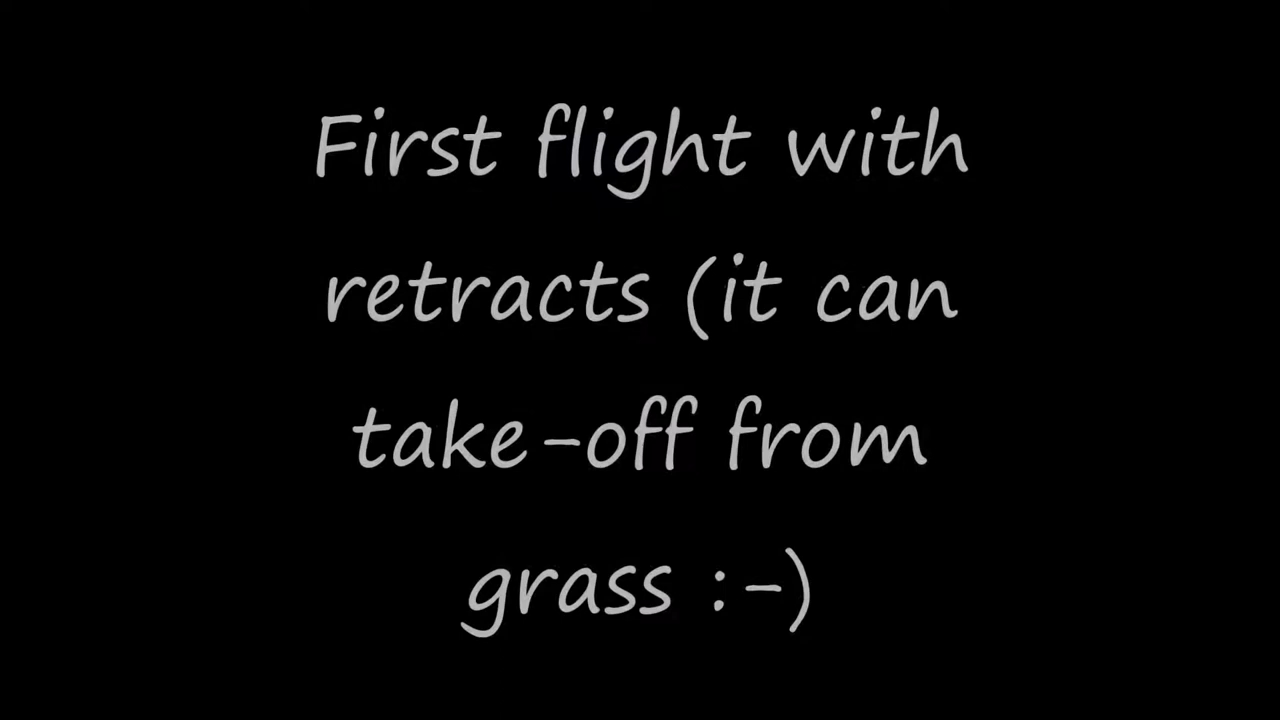 First flight with
retracts (it can
take-off from
grass :-)